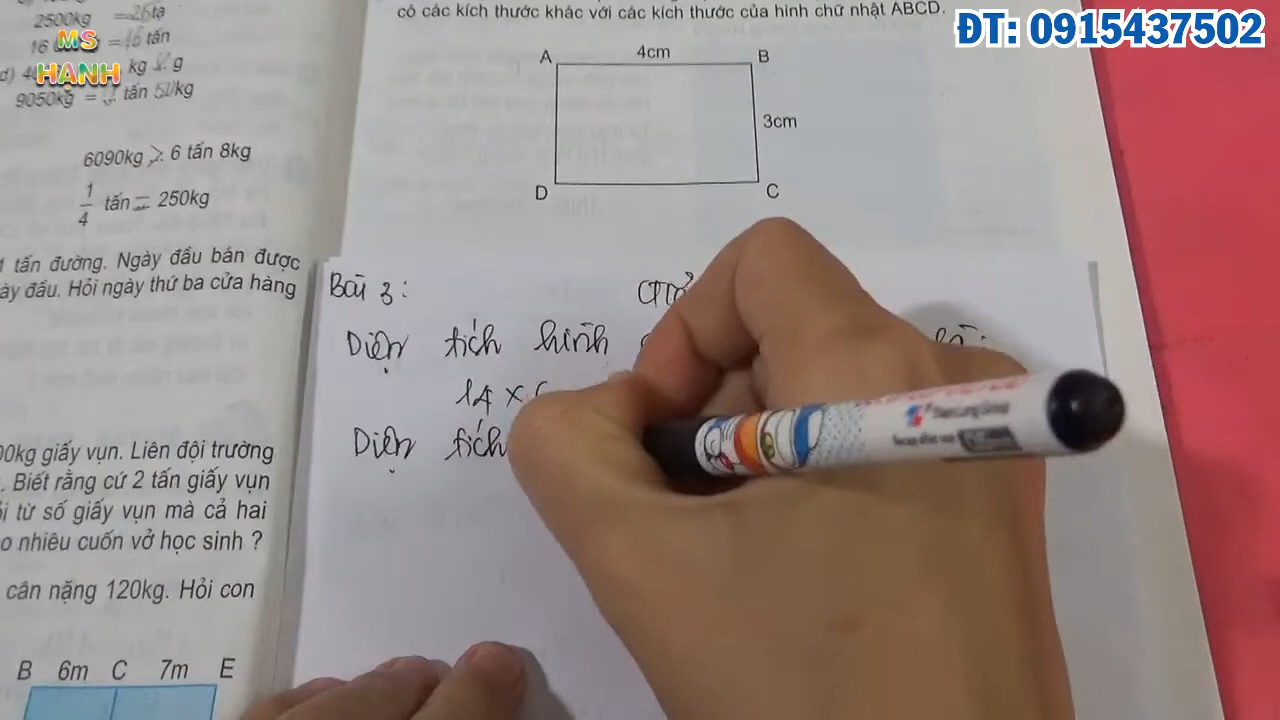 ĐT: 0915437502
MS
HẠNH
2500kg = 26 tạ
16 = 16 tấn
d) kg g
9050kg = tấn 50kg
6090kg > 6 tấn 8kg
1/4 tấn = 250kg
tấn đường. Ngày đầu bán được
ày đầu. Hỏi ngày thứ ba cửa hàng
00kg giấy vụn. Liên đội trường
. Biết rằng cứ 2 tấn giấy vụn
i từ số giấy vụn mà cả hai
o nhiêu cuốn vở học sinh ?
cân nặng 120kg. Hỏi con
B 6m C 7m E
có các kích thước khác với các kích thước của hình chữ nhật ABCD.
A 4cm B
3cm
D C
Bài 3:
Diện tích hình
14 x
Diện tích